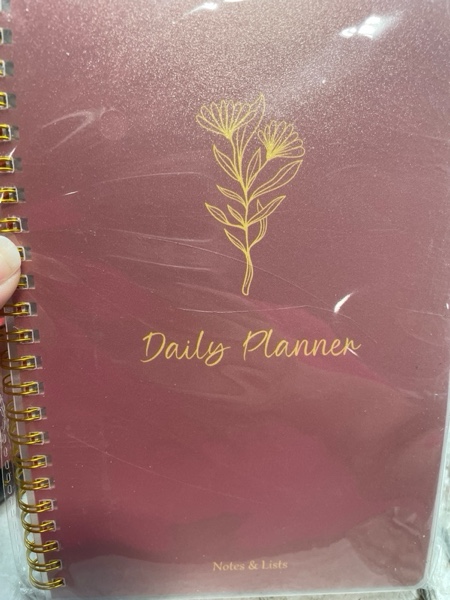 Daily Planner
Notes & Lists